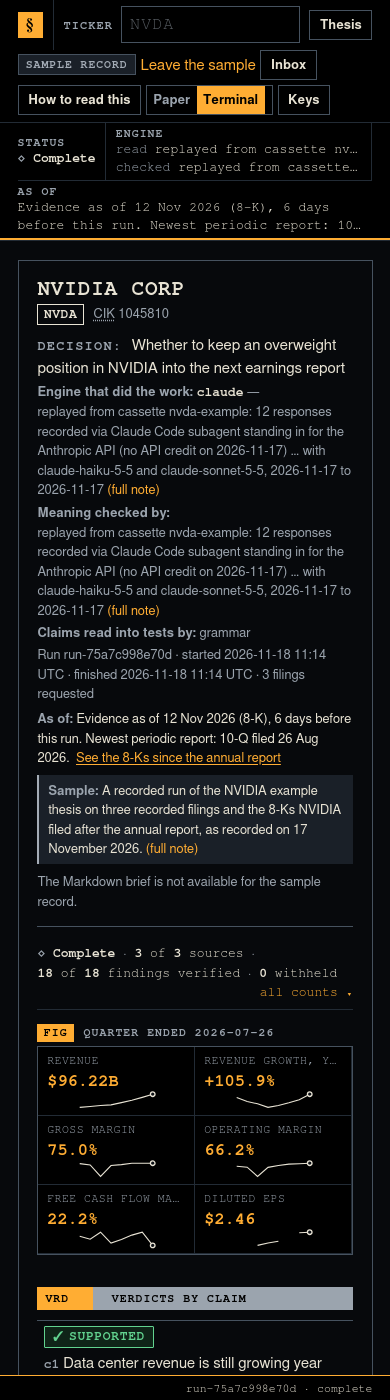 § TICKER NVDA Thesis
SAMPLE RECORD Leave the sample Inbox
How to read this Paper Terminal Keys
STATUS
◇ Complete
ENGINE
read replayed from cassette nv…
checked replayed from cassette…
AS OF
Evidence as of 12 Nov 2026 (8-K), 6 days
before this run. Newest periodic report: 10…
NVIDIA CORP
NVDA CIK 1045810
DECISION: Whether to keep an overweight
position in NVIDIA into the next earnings report
Engine that did the work: claude —
replayed from cassette nvda-example: 12 responses
recorded via Claude Code subagent standing in for the
Anthropic API (no API credit on 2026-11-17) … with
claude-haiku-5-5 and claude-sonnet-5-5, 2026-11-17 to
2026-11-17 (full note)
Meaning checked by:
replayed from cassette nvda-example: 12 responses
recorded via Claude Code subagent standing in for the
Anthropic API (no API credit on 2026-11-17) … with
claude-haiku-5-5 and claude-sonnet-5-5, 2026-11-17 to
2026-11-17 (full note)
Claims read into tests by: grammar
Run run-75a7c998e70d · started 2026-11-18 11:14
UTC · finished 2026-11-18 11:14 UTC · 3 filings
requested
As of: Evidence as of 12 Nov 2026 (8-K), 6 days before
this run. Newest periodic report: 10-Q filed 26 Aug
2026. See the 8-Ks since the annual report
Sample: A recorded run of the NVIDIA example
thesis on three recorded filings and the 8-Ks NVIDIA
filed after the annual report, as recorded on 17
November 2026. (full note)
The Markdown brief is not available for the sample
record.
◇ Complete · 3 of 3 sources ·
18 of 18 findings verified · 0 withheld
all counts ▾
FIG QUARTER ENDED 2026-07-26
REVENUE
$96.22B
REVENUE GROWTH, Y…
+105.9%
GROSS MARGIN
75.0%
OPERATING MARGIN
66.2%
FREE CASH FLOW MA…
22.2%
DILUTED EPS
$2.46
VRD VERDICTS BY CLAIM
✓ SUPPORTED
c1 Data center revenue is still growing year
run-75a7c998e70d · complete